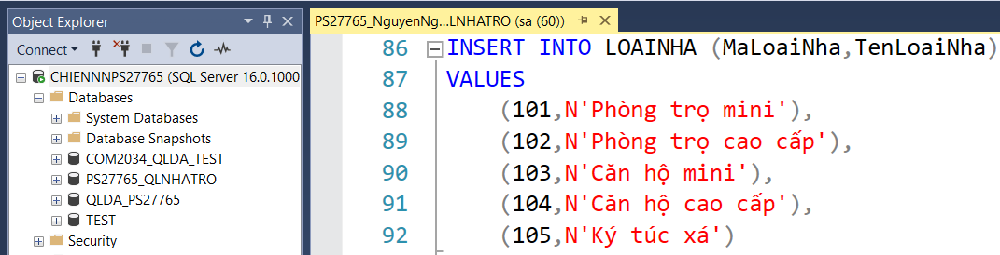 Object Explorer
Connect
CHIENNNPS27765 (SQL Server 16.0.1000
Databases
System Databases
Database Snapshots
COM2034_QLDA_TEST
PS27765_QLNHATRO
QLDA_PS27765
TEST
Security
PS27765_NguyenNg...LNHATRO (sa (60))
86 INSERT INTO LOAINHA (MaLoaiNha,TenLoaiNha)
87 VALUES
88 (101,N'Phòng trọ mini'),
89 (102,N'Phòng trọ cao cấp'),
90 (103,N'Căn hộ mini'),
91 (104,N'Căn hộ cao cấp'),
92 (105,N'Ký túc xá')